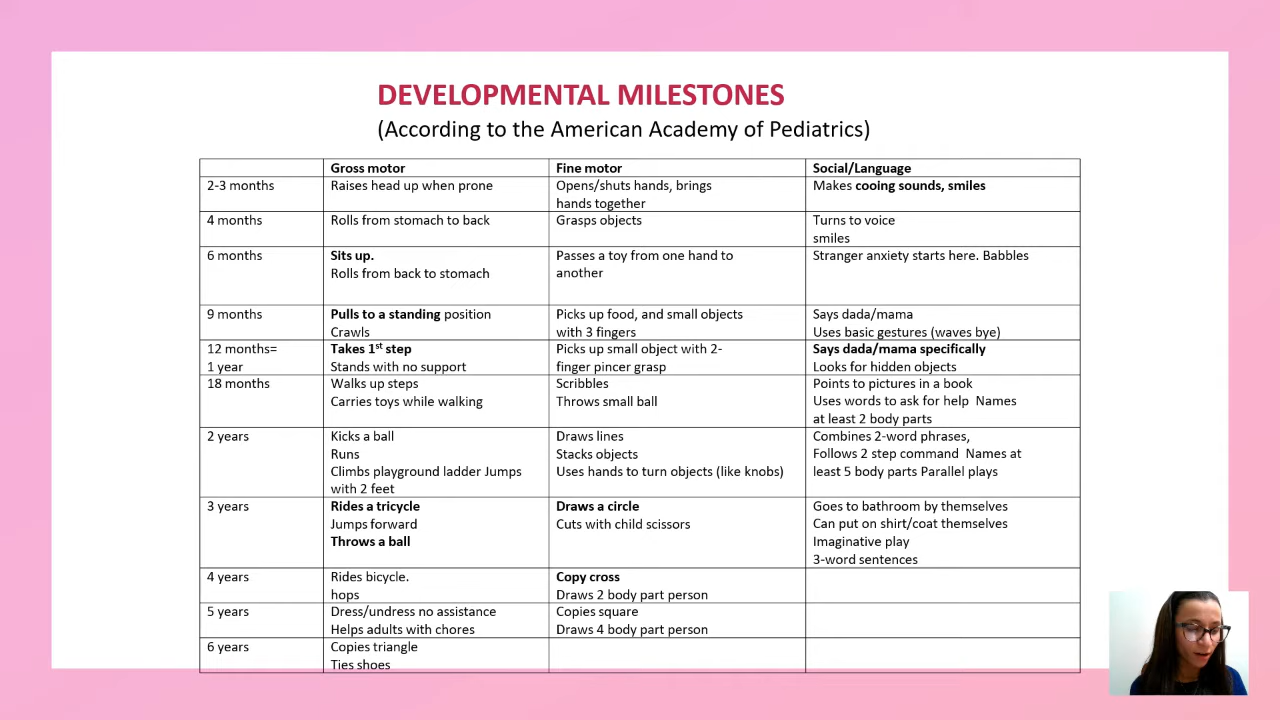 DEVELOPMENTAL MILESTONES
(According to the American Academy of Pediatrics)
Gross motor Fine motor Social/Language
2-3 months Raises head up when prone Opens/shuts hands, brings hands together Makes cooing sounds, smiles
4 months Rolls from stomach to back Grasps objects Turns to voice smiles
6 months Sits up. Rolls from back to stomach Passes a toy from one hand to another Stranger anxiety starts here. Babbles
9 months Pulls to a standing position Crawls Picks up food, and small objects with 3 fingers Says dada/mama Uses basic gestures (waves bye)
12 months= 1 year Takes 1st step Stands with no support Picks up small object with 2- finger pincer grasp Says dada/mama specifically Looks for hidden objects
18 months Walks up steps Carries toys while walking Scribbles Throws small ball Points to pictures in a book Uses words to ask for help Names at least 2 body parts
2 years Kicks a ball Runs Climbs playground ladder Jumps with 2 feet Draws lines Stacks objects Uses hands to turn objects (like knobs) Combines 2-word phrases, Follows 2 step command Names at least 5 body parts Parallel plays
3 years Rides a tricycle Jumps forward Throws a ball Draws a circle Cuts with child scissors Goes to bathroom by themselves Can put on shirt/coat themselves Imaginative play 3-word sentences
4 years Rides bicycle. hops Copy cross Draws 2 body part person
5 years Dress/undress no assistance Helps adults with chores Copies square Draws 4 body part person
6 years Copies triangle Ties shoes